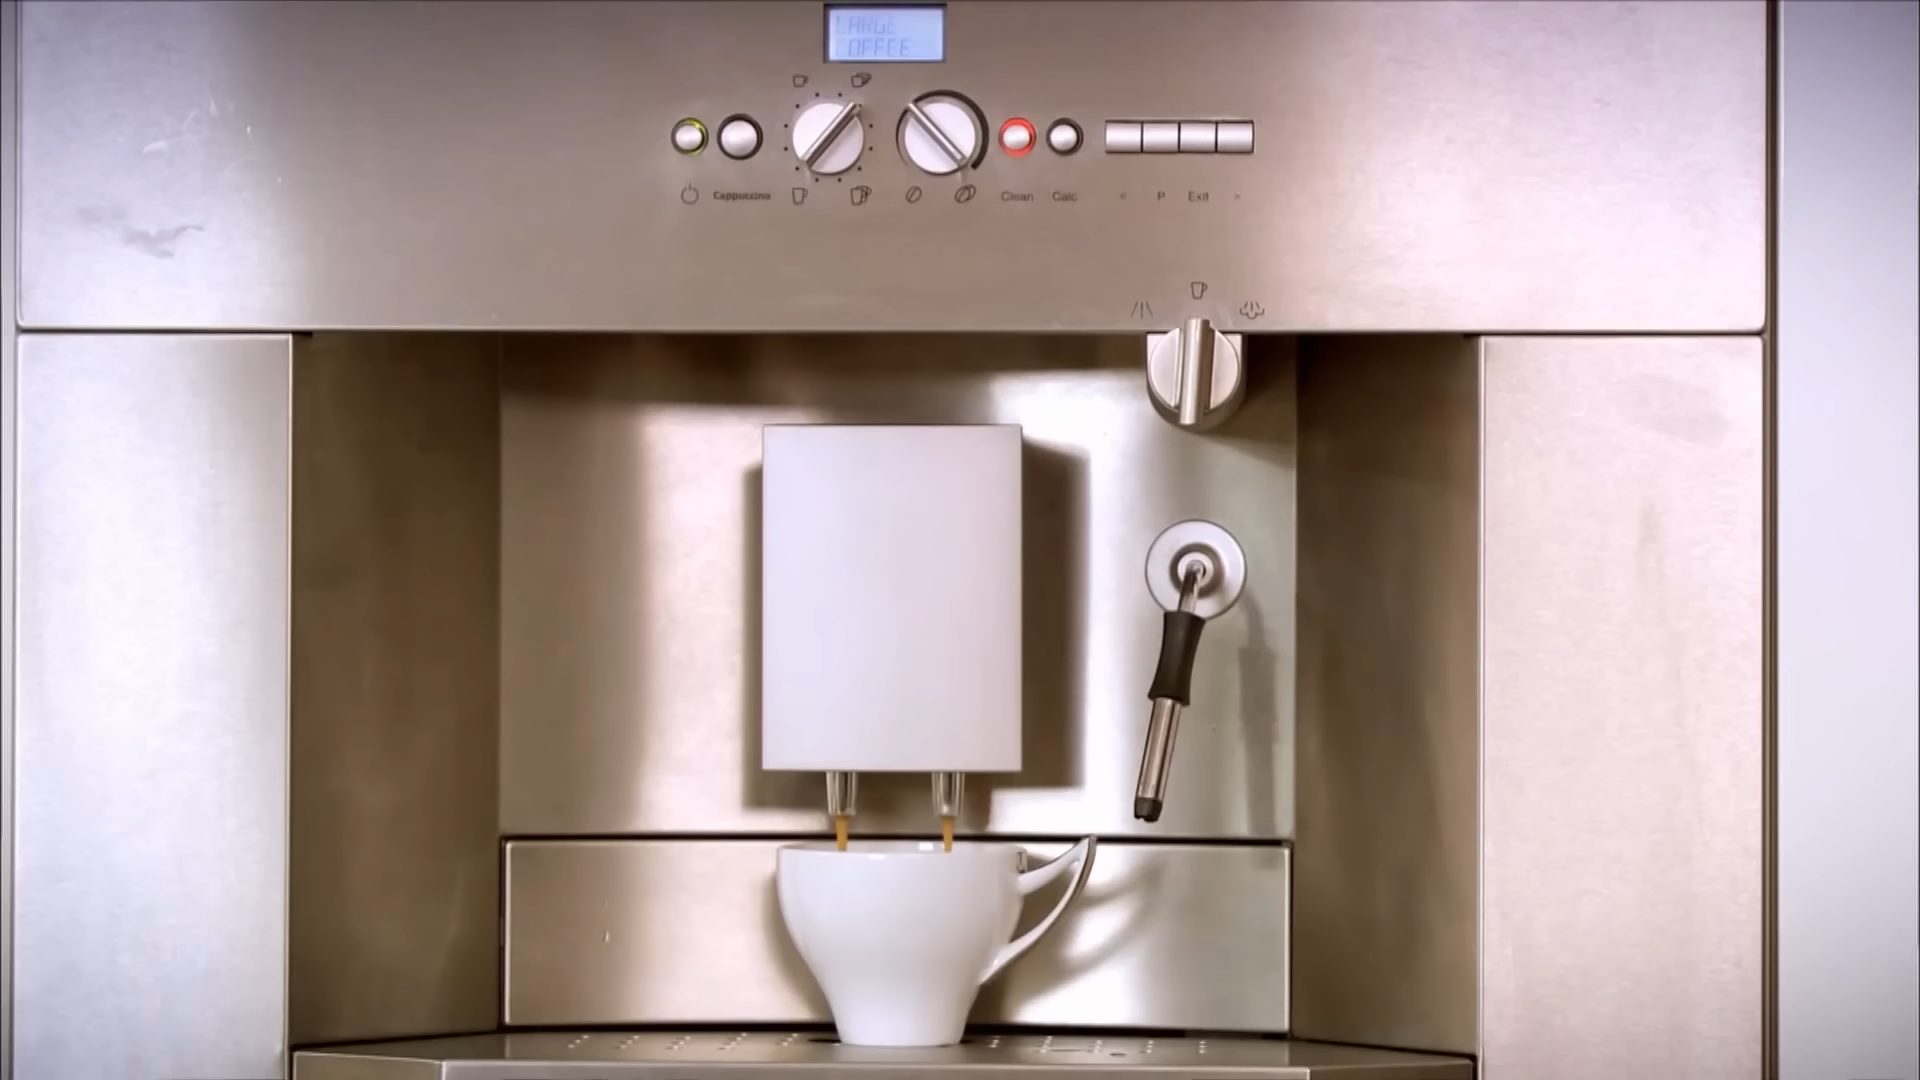 LARGE
COFFEE
Cappuccino
Clean
Calc
< P Exit >